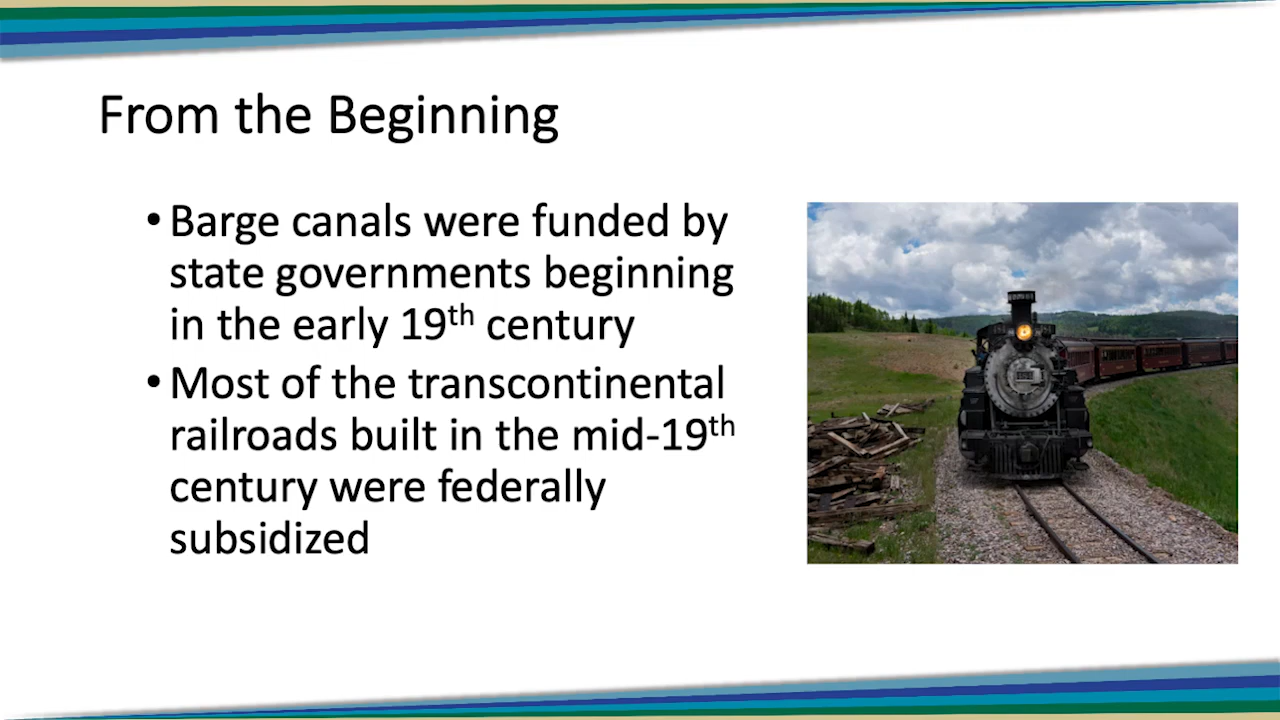 From the Beginning
• Barge canals were funded by
state governments beginning
in the early 19th century
• Most of the transcontinental
railroads built in the mid-19th
century were federally
subsidized